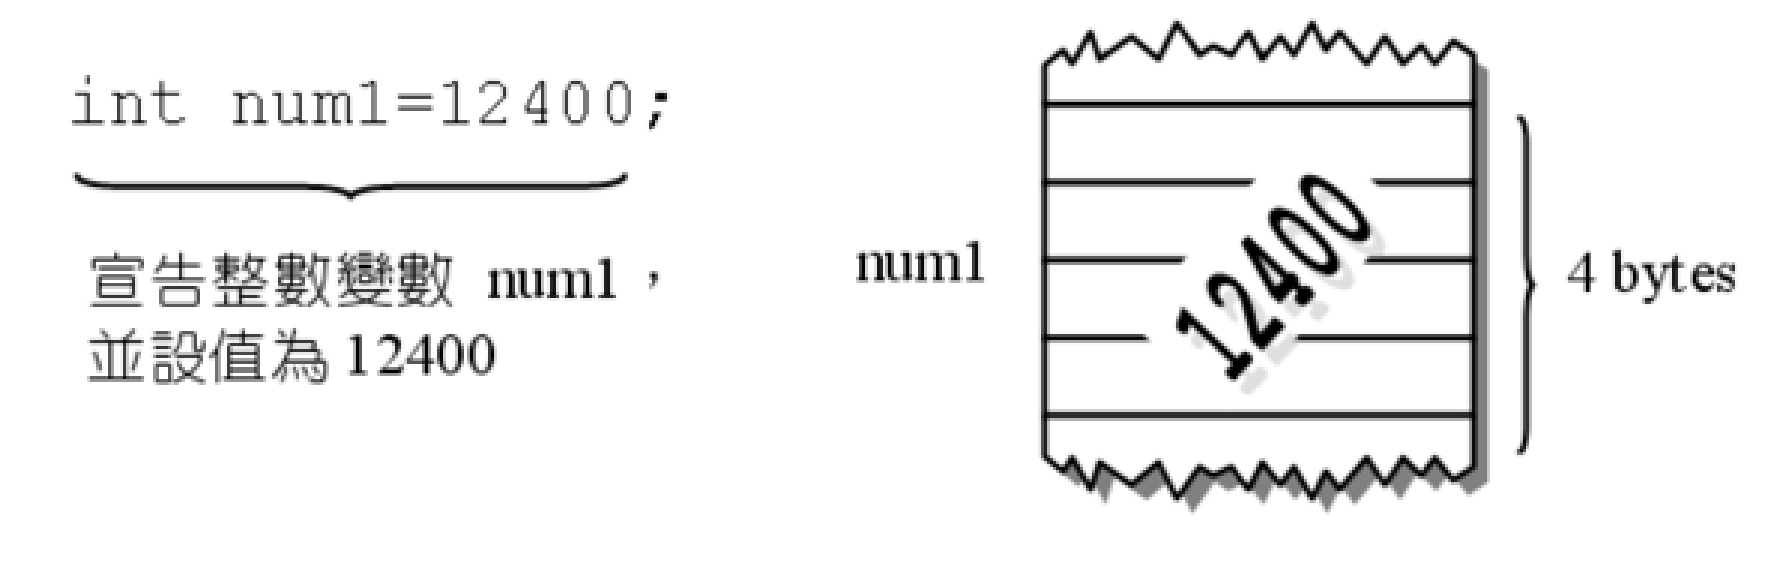 int num1=12400;
宣告整數變數 num1，
並設值為 12400
num1
12400
4 bytes